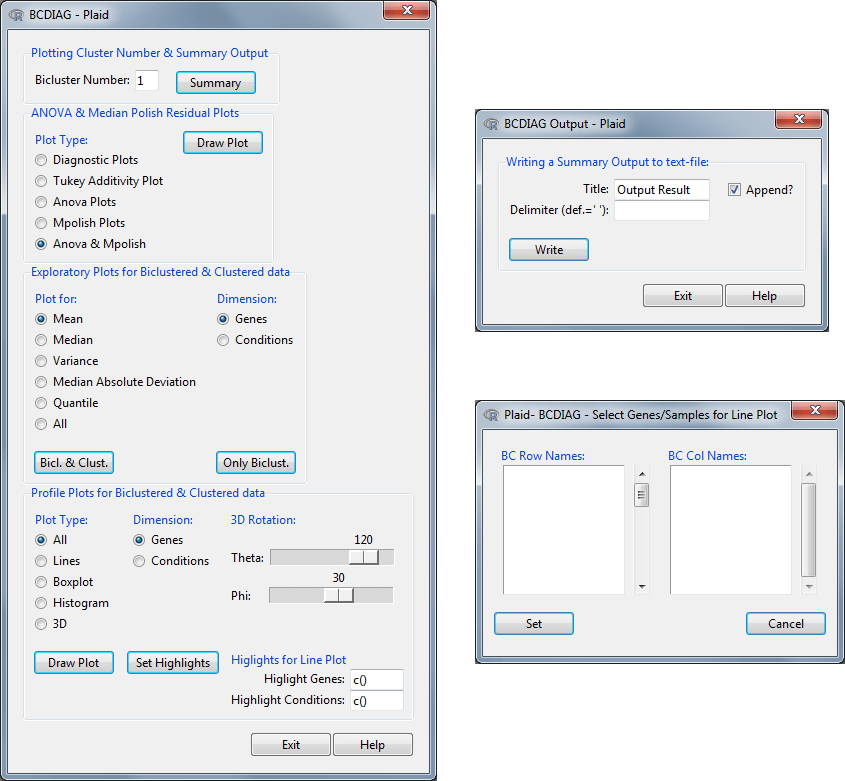 BCDIAG - Plaid
Plotting Cluster Number & Summary Output
Bicluster Number: 1 Summary
ANOVA & Median Polish Residual Plots
Plot Type: Draw Plot
Diagnostic Plots
Tukey Additivity Plot
Anova Plots
Mpolish Plots
Anova & Mpolish
Exploratory Plots for Biclustered & Clustered data
Plot for: Dimension:
Mean Genes
Median Conditions
Variance
Median Absolute Deviation
Quantile
All
Bicl. & Clust. Only Biclust.
Profile Plots for Biclustered & Clustered data
Plot Type: Dimension: 3D Rotation:
All Genes 120
Lines Conditions Theta:
Boxplot 30
Histogram Phi:
3D
Draw Plot Set Highlights Higlights for Line Plot
Higlight Genes: c()
Highlight Conditions: c()
Exit Help
BCDIAG Output - Plaid
Writing a Summary Output to text-file:
Title: Output Result Append?
Delimiter (def.=' '):
Write
Exit Help
Plaid- BCDIAG - Select Genes/Samples for Line Plot
BC Row Names: BC Col Names:
Set Cancel